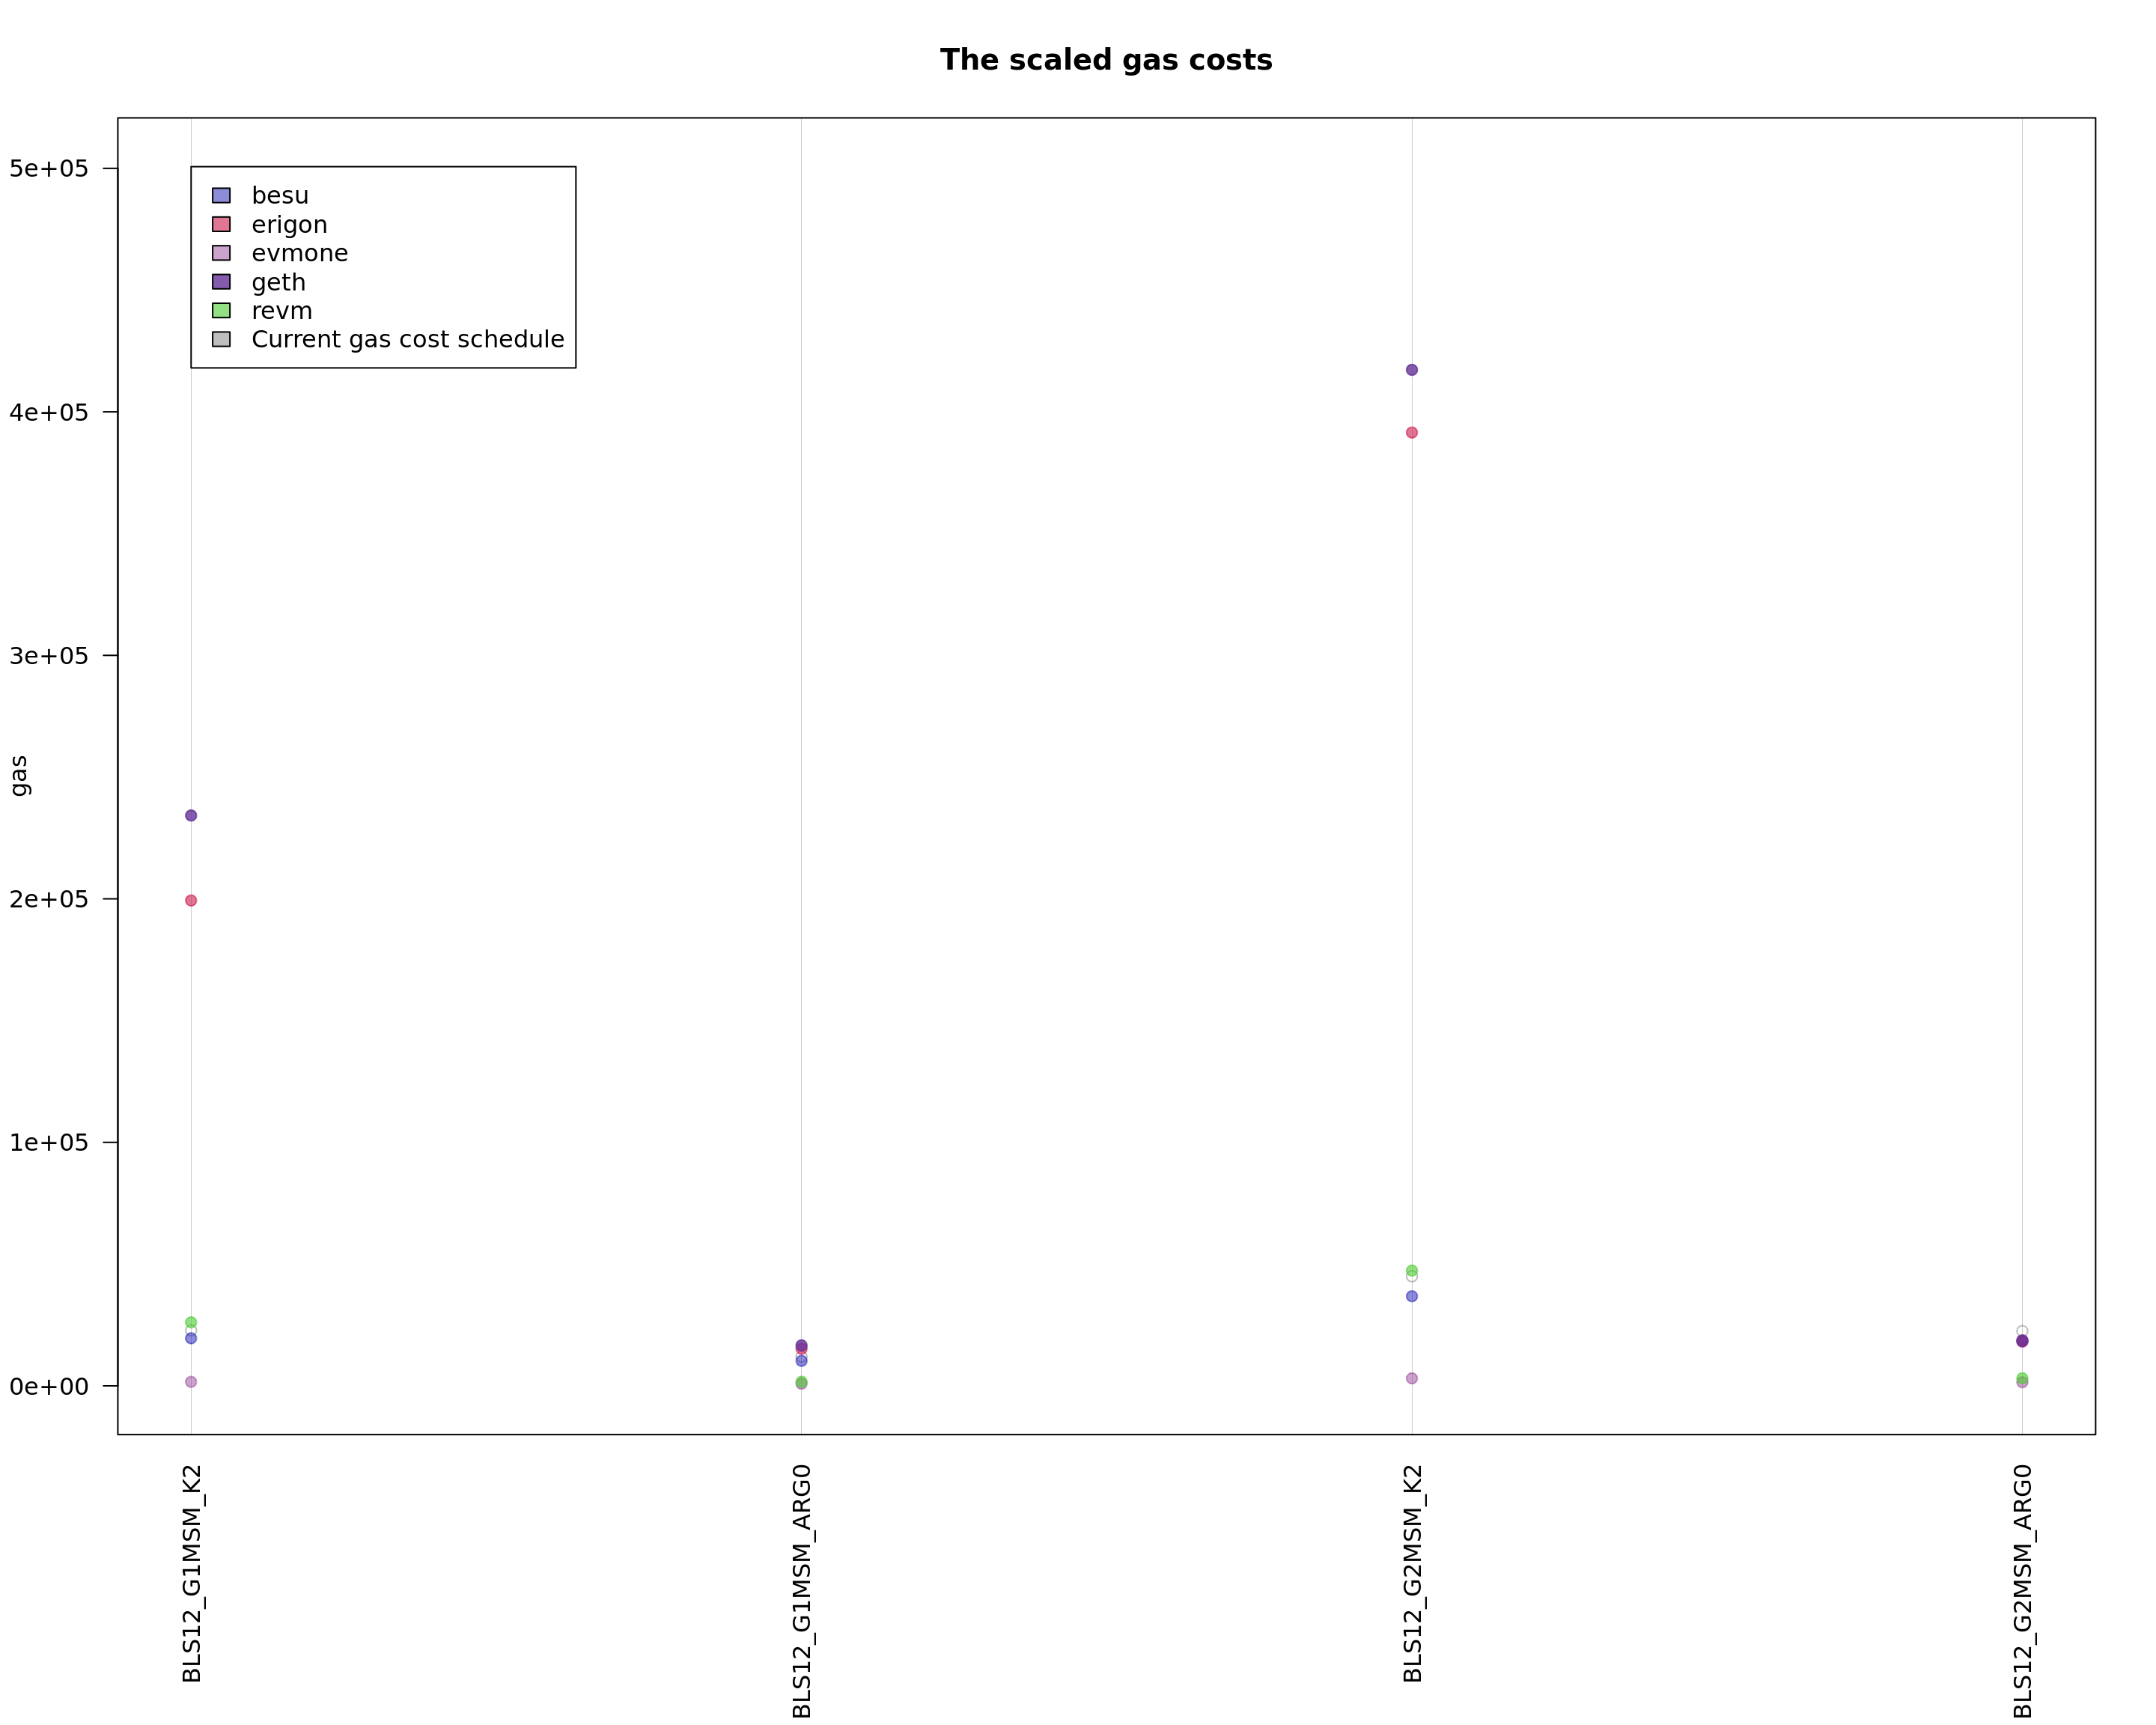 The scaled gas costs
5e+05
4e+05
3e+05
2e+05
1e+05
0e+00
gas
besu
erigon
evmone
geth
revm
Current gas cost schedule
BLS12_G1MSM_K2
BLS12_G1MSM_ARG0
BLS12_G2MSM_K2
BLS12_G2MSM_ARG0